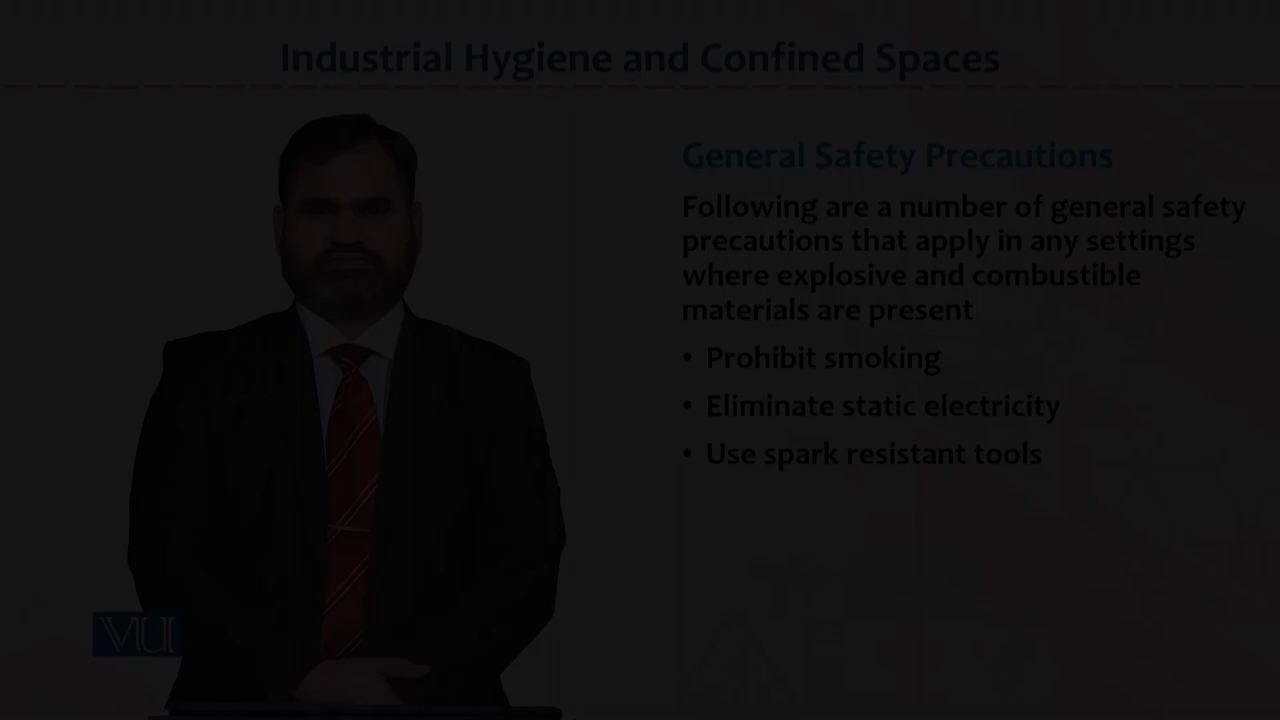 Industrial Hygiene and Confined Spaces
General Safety Precautions
Following are a number of general safety
precautions that apply in any settings
where explosive and combustible
materials are present
• Prohibit smoking
• Eliminate static electricity
• Use spark resistant tools
VU